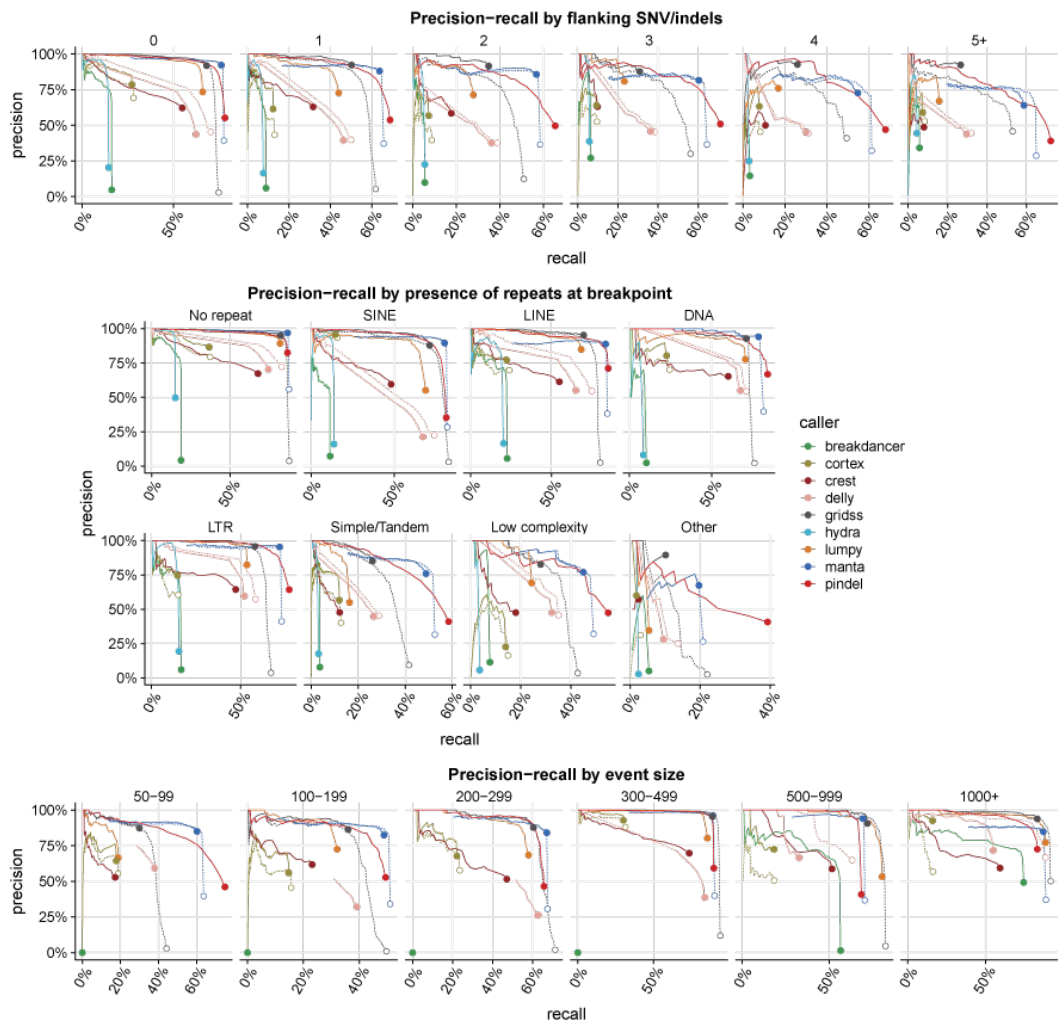 Precision−recall by flanking SNV/indels
0 1 2 3 4 5+
100%
75%
50%
25%
0%
precision
0% 50% 0% 20% 40% 60% 0% 20% 40% 60% 0% 20% 40% 60% 0% 20% 40% 60% 0% 20% 40% 60%
recall
Precision−recall by presence of repeats at breakpoint
No repeat SINE LINE DNA
100%
75%
50%
25%
0%
0% 50% 0% 50% 0% 50% 0% 50%
precision
LTR Simple/Tandem Low complexity Other
100%
75%
50%
25%
0%
0% 50% 0% 20% 40% 60% 0% 20% 40% 0% 20% 40%
recall
caller
breakdancer
cortex
crest
delly
gridss
hydra
lumpy
manta
pindel
Precision−recall by event size
50−99 100−199 200−299 300−499 500−999 1000+
100%
75%
50%
25%
0%
precision
0% 20% 40% 60% 0% 20% 40% 0% 20% 40% 60% 0% 50% 0% 50% 0% 50%
recall